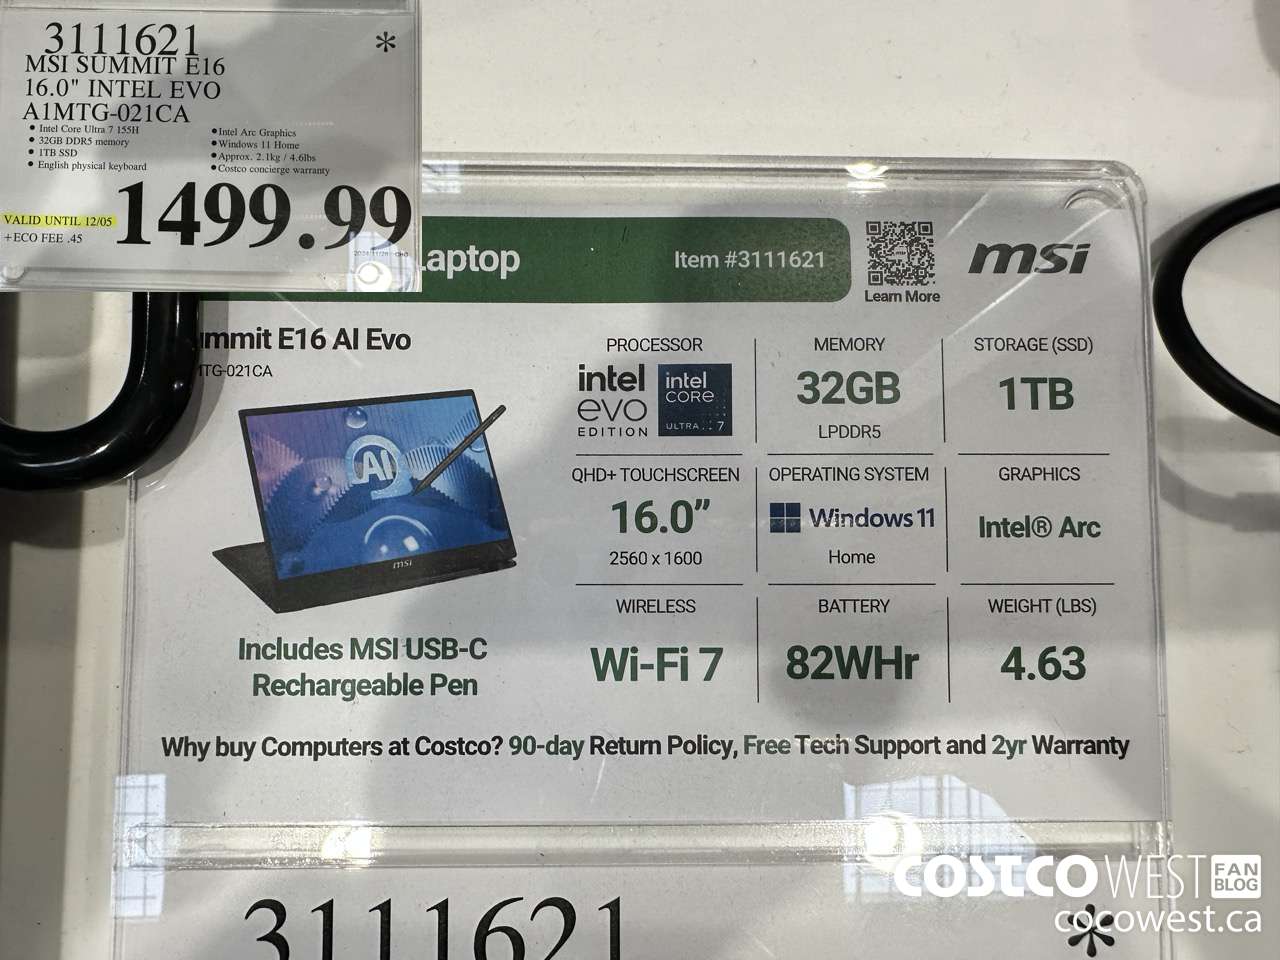 3111621 *
MSI SUMMIT E16
16.0" INTEL EVO
A1MTG-021CA
• Intel Core Ultra 7 155H
• 32GB DDR5 memory
• 1TB SSD
• English physical keyboard
• Intel Arc Graphics
• Windows 11 Home
• Approx. 2.1kg / 4.6lbs
• Costco concierge warranty
VALID UNTIL 12/05
+ECO FEE .45
1499.99
Laptop
Item #3111621
Learn More
msi
ummit E16 AI Evo
MTG-021CA
AI
msi
Includes MSI USB-C
Rechargeable Pen
PROCESSOR
intel
evo
EDITION
intel
CORE
ULTRA 7
MEMORY
32GB
LPDDR5
STORAGE (SSD)
1TB
QHD+ TOUCHSCREEN
16.0”
2560 x 1600
OPERATING SYSTEM
Windows 11
Home
GRAPHICS
Intel® Arc
WIRELESS
Wi-Fi 7
BATTERY
82WHr
WEIGHT (LBS)
4.63
Why buy Computers at Costco? 90-day Return Policy, Free Tech Support and 2yr Warranty
3111621 *
COSTCO WEST FAN
BLOG
cocowest.ca